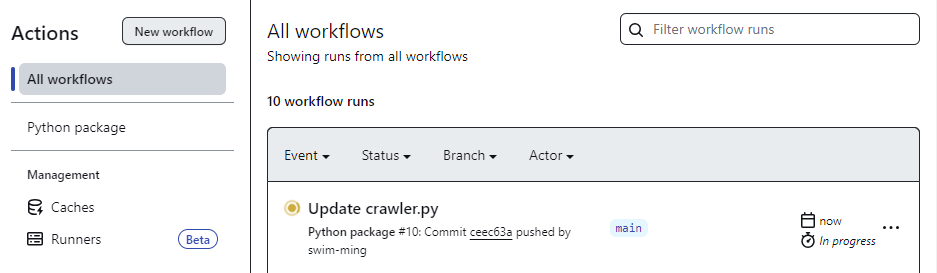 Actions
New workflow
All workflows
Python package
Management
Caches
Runners
Beta
All workflows
Showing runs from all workflows
Filter workflow runs
10 workflow runs
Event
Status
Branch
Actor
Update crawler.py
Python package #10: Commit ceec63a pushed by
swim-ming
main
now
In progress